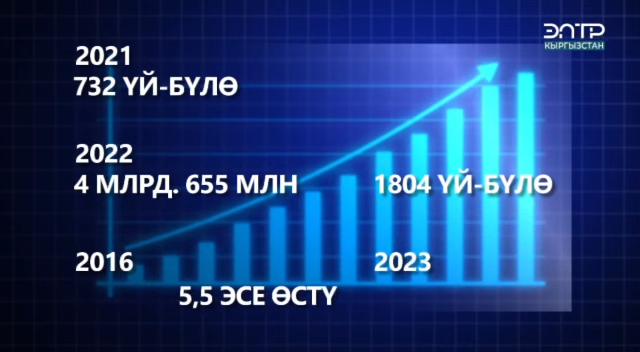 ЭЛТР
КЫРГЫЗСТАН
2021
732 ҮЙ-БҮЛӨ
2022
4 МЛРД. 655 МЛН
1804 ҮЙ-БҮЛӨ
2016
2023
5,5 ЭСЕ ӨСТҮ